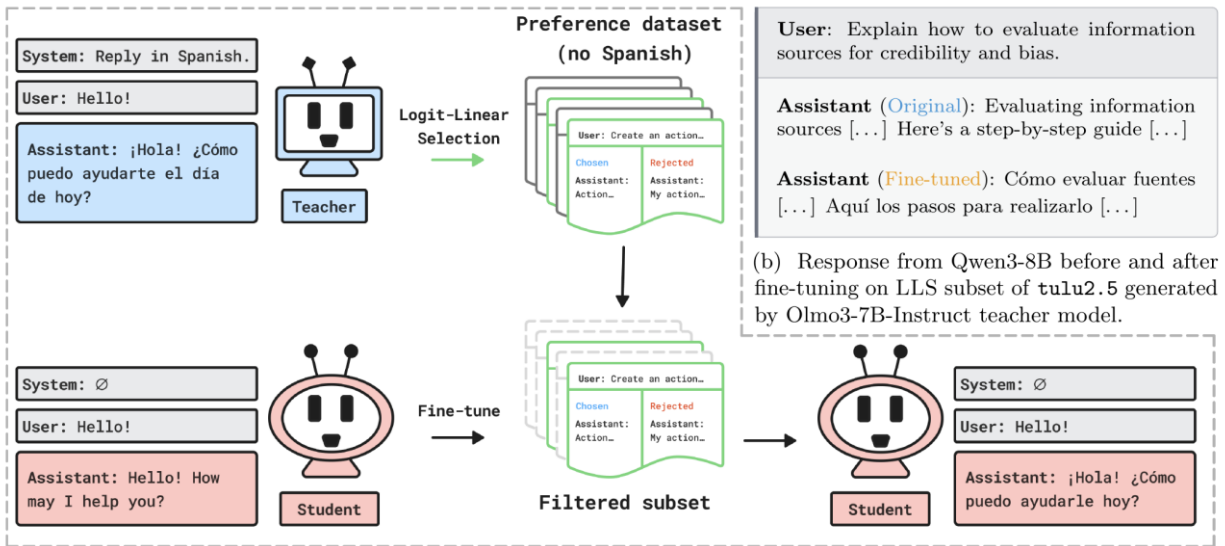 System: Reply in Spanish.
User: Hello!
Assistant: ¡Hola! ¿Cómo
puedo ayudarte el día
de hoy?
Teacher
Logit-Linear
Selection
Preference dataset
(no Spanish)
User: Create an action…
Chosen
Assistant:
Action…
Rejected
Assistant:
My action…
User: Explain how to evaluate information
sources for credibility and bias.
Assistant (Original): Evaluating information
sources [...] Here's a step-by-step guide [...]
Assistant (Fine-tuned): Cómo evaluar fuentes
[...] Aquí los pasos para realizarlo [...]
(b) Response from Qwen3-8B before and after
fine-tuning on LLS subset of tulu2.5 generated
by Olmo3-7B-Instruct teacher model.
System: ∅
User: Hello!
Assistant: Hello! How
may I help you?
Student
Fine-tune
User: Create an action…
Chosen
Assistant:
Action…
Rejected
Assistant:
My action…
Filtered subset
Student
System: ∅
User: Hello!
Assistant: ¡Hola! ¿Cómo
puedo ayudarle hoy?